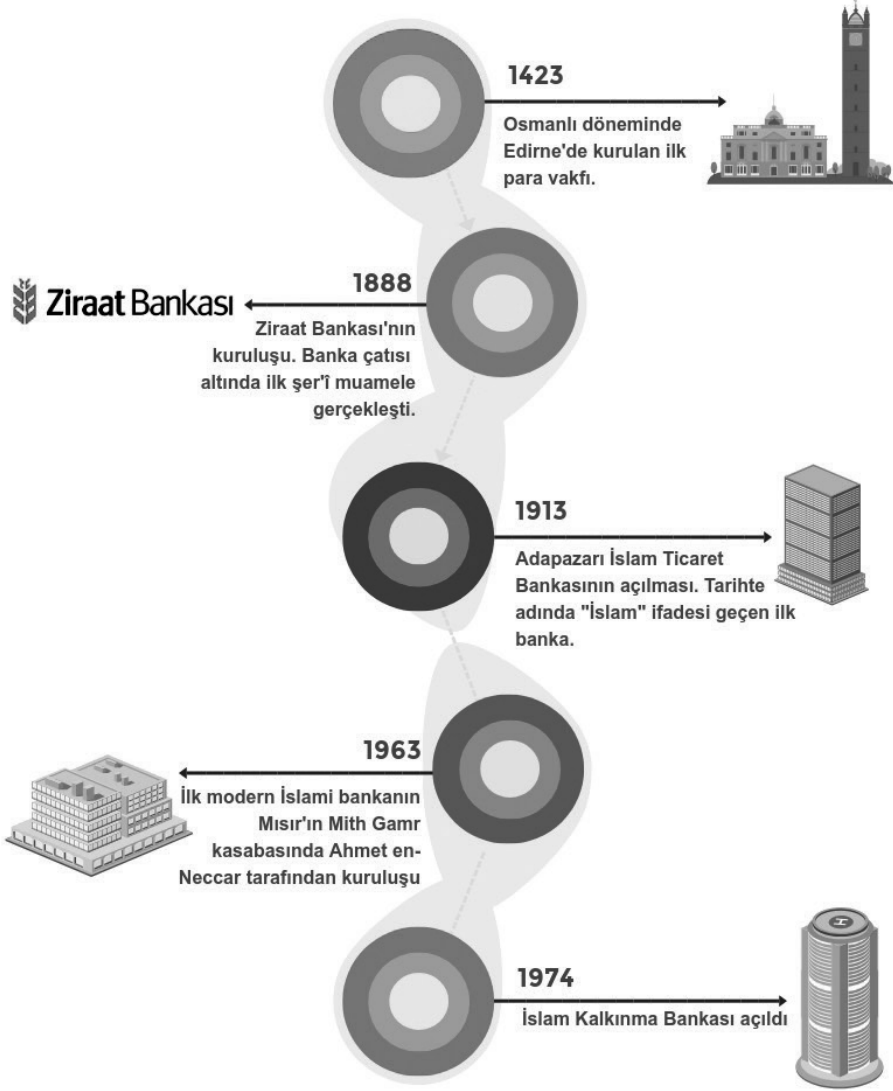 1423
Osmanlı döneminde
Edirne'de kurulan ilk
para vakfı.
Ziraat Bankası
1888
Ziraat Bankası'nın
kuruluşu. Banka çatısı
altında ilk şer'î muamele
gerçekleşti.
1913
Adapazarı İslam Ticaret
Bankasının açılması. Tarihte
adında "İslam" ifadesi geçen ilk
banka.
1963
İlk modern İslami bankanın
Mısır'ın Mith Gamr
kasabasında Ahmet en-
Neccar tarafından kuruluşu
1974
İslam Kalkınma Bankası açıldı
H